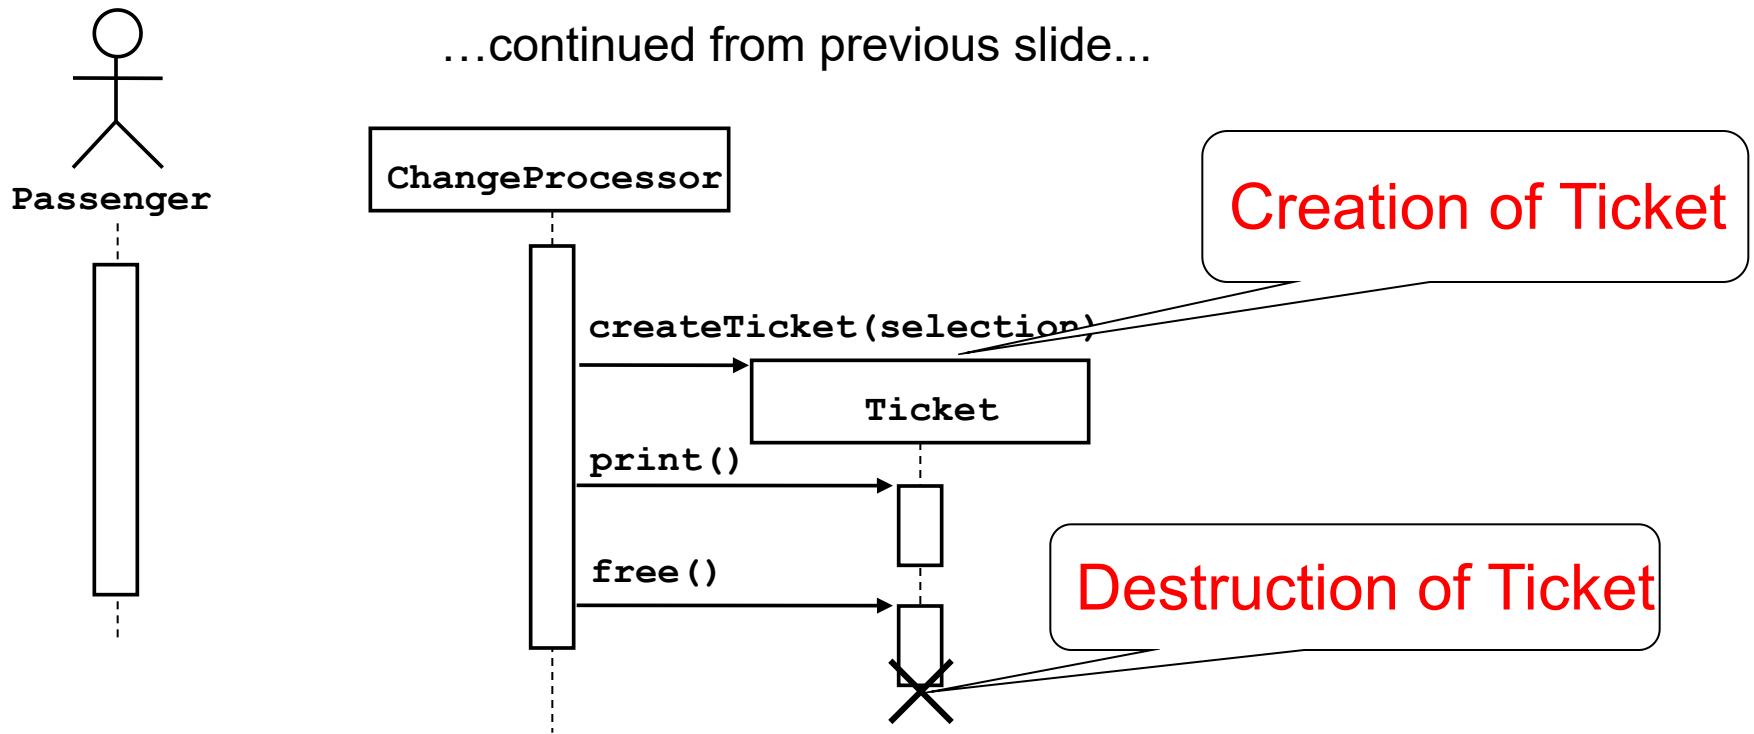 …continued from previous slide...
ChangeProcessor
Passenger
Creation of Ticket
createTicket(selection)
Ticket
print()
free()
Destruction of Ticket